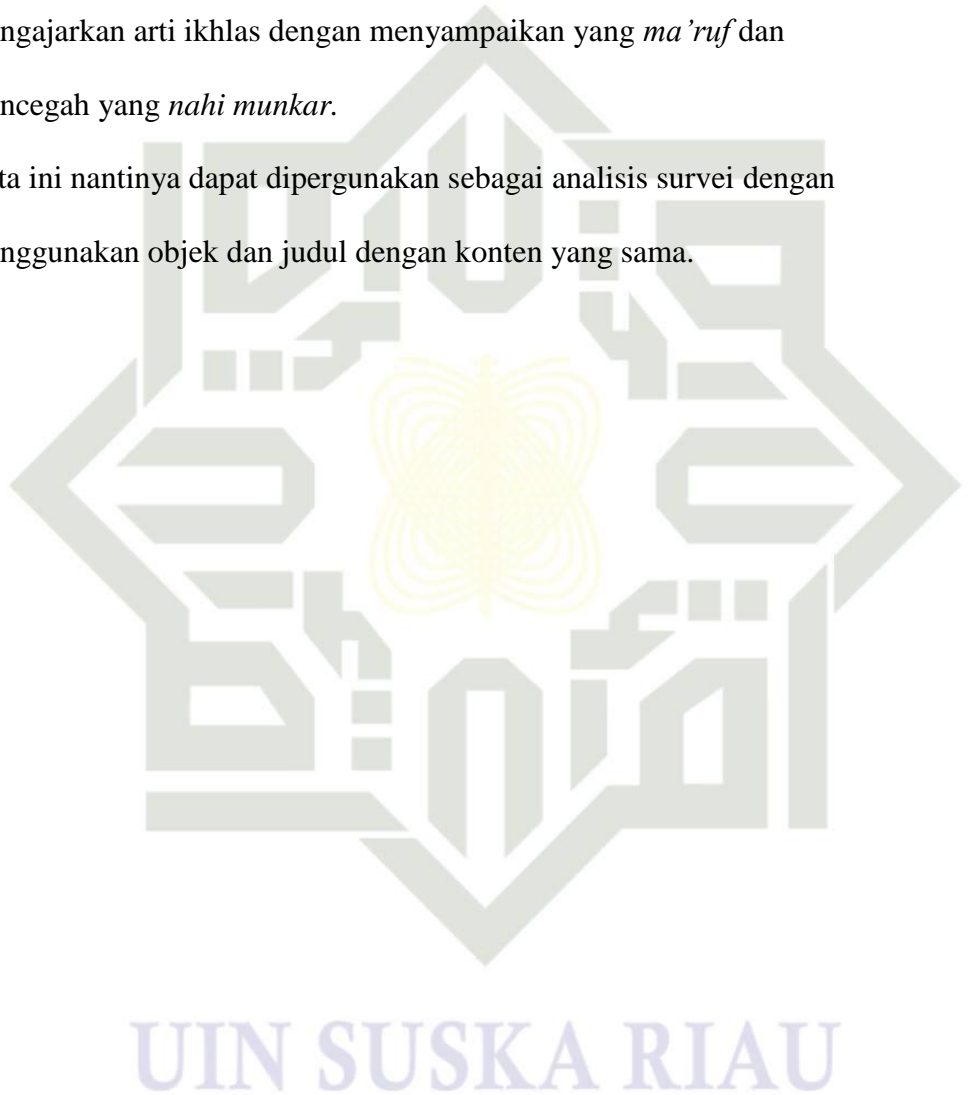 ngajarkan arti ikhlas dengan menyampaikan yang ma’ruf dan
ncegah yang nahi munkar.
ta ini nantinya dapat dipergunakan sebagai analisis survei dengan
nggunakan objek dan judul dengan konten yang sama.
UIN SUSKA RIAU